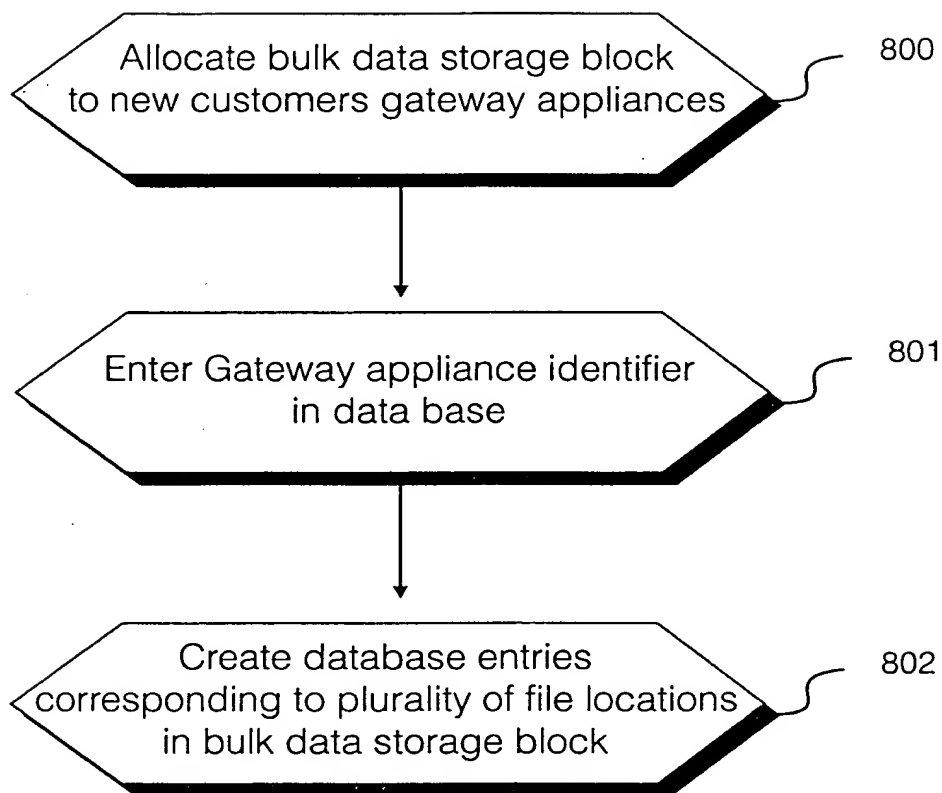 Allocate bulk data storage block
to new customers gateway appliances
800
Enter Gateway appliance identifier
in data base
801
Create database entries
corresponding to plurality of file locations
in bulk data storage block
802